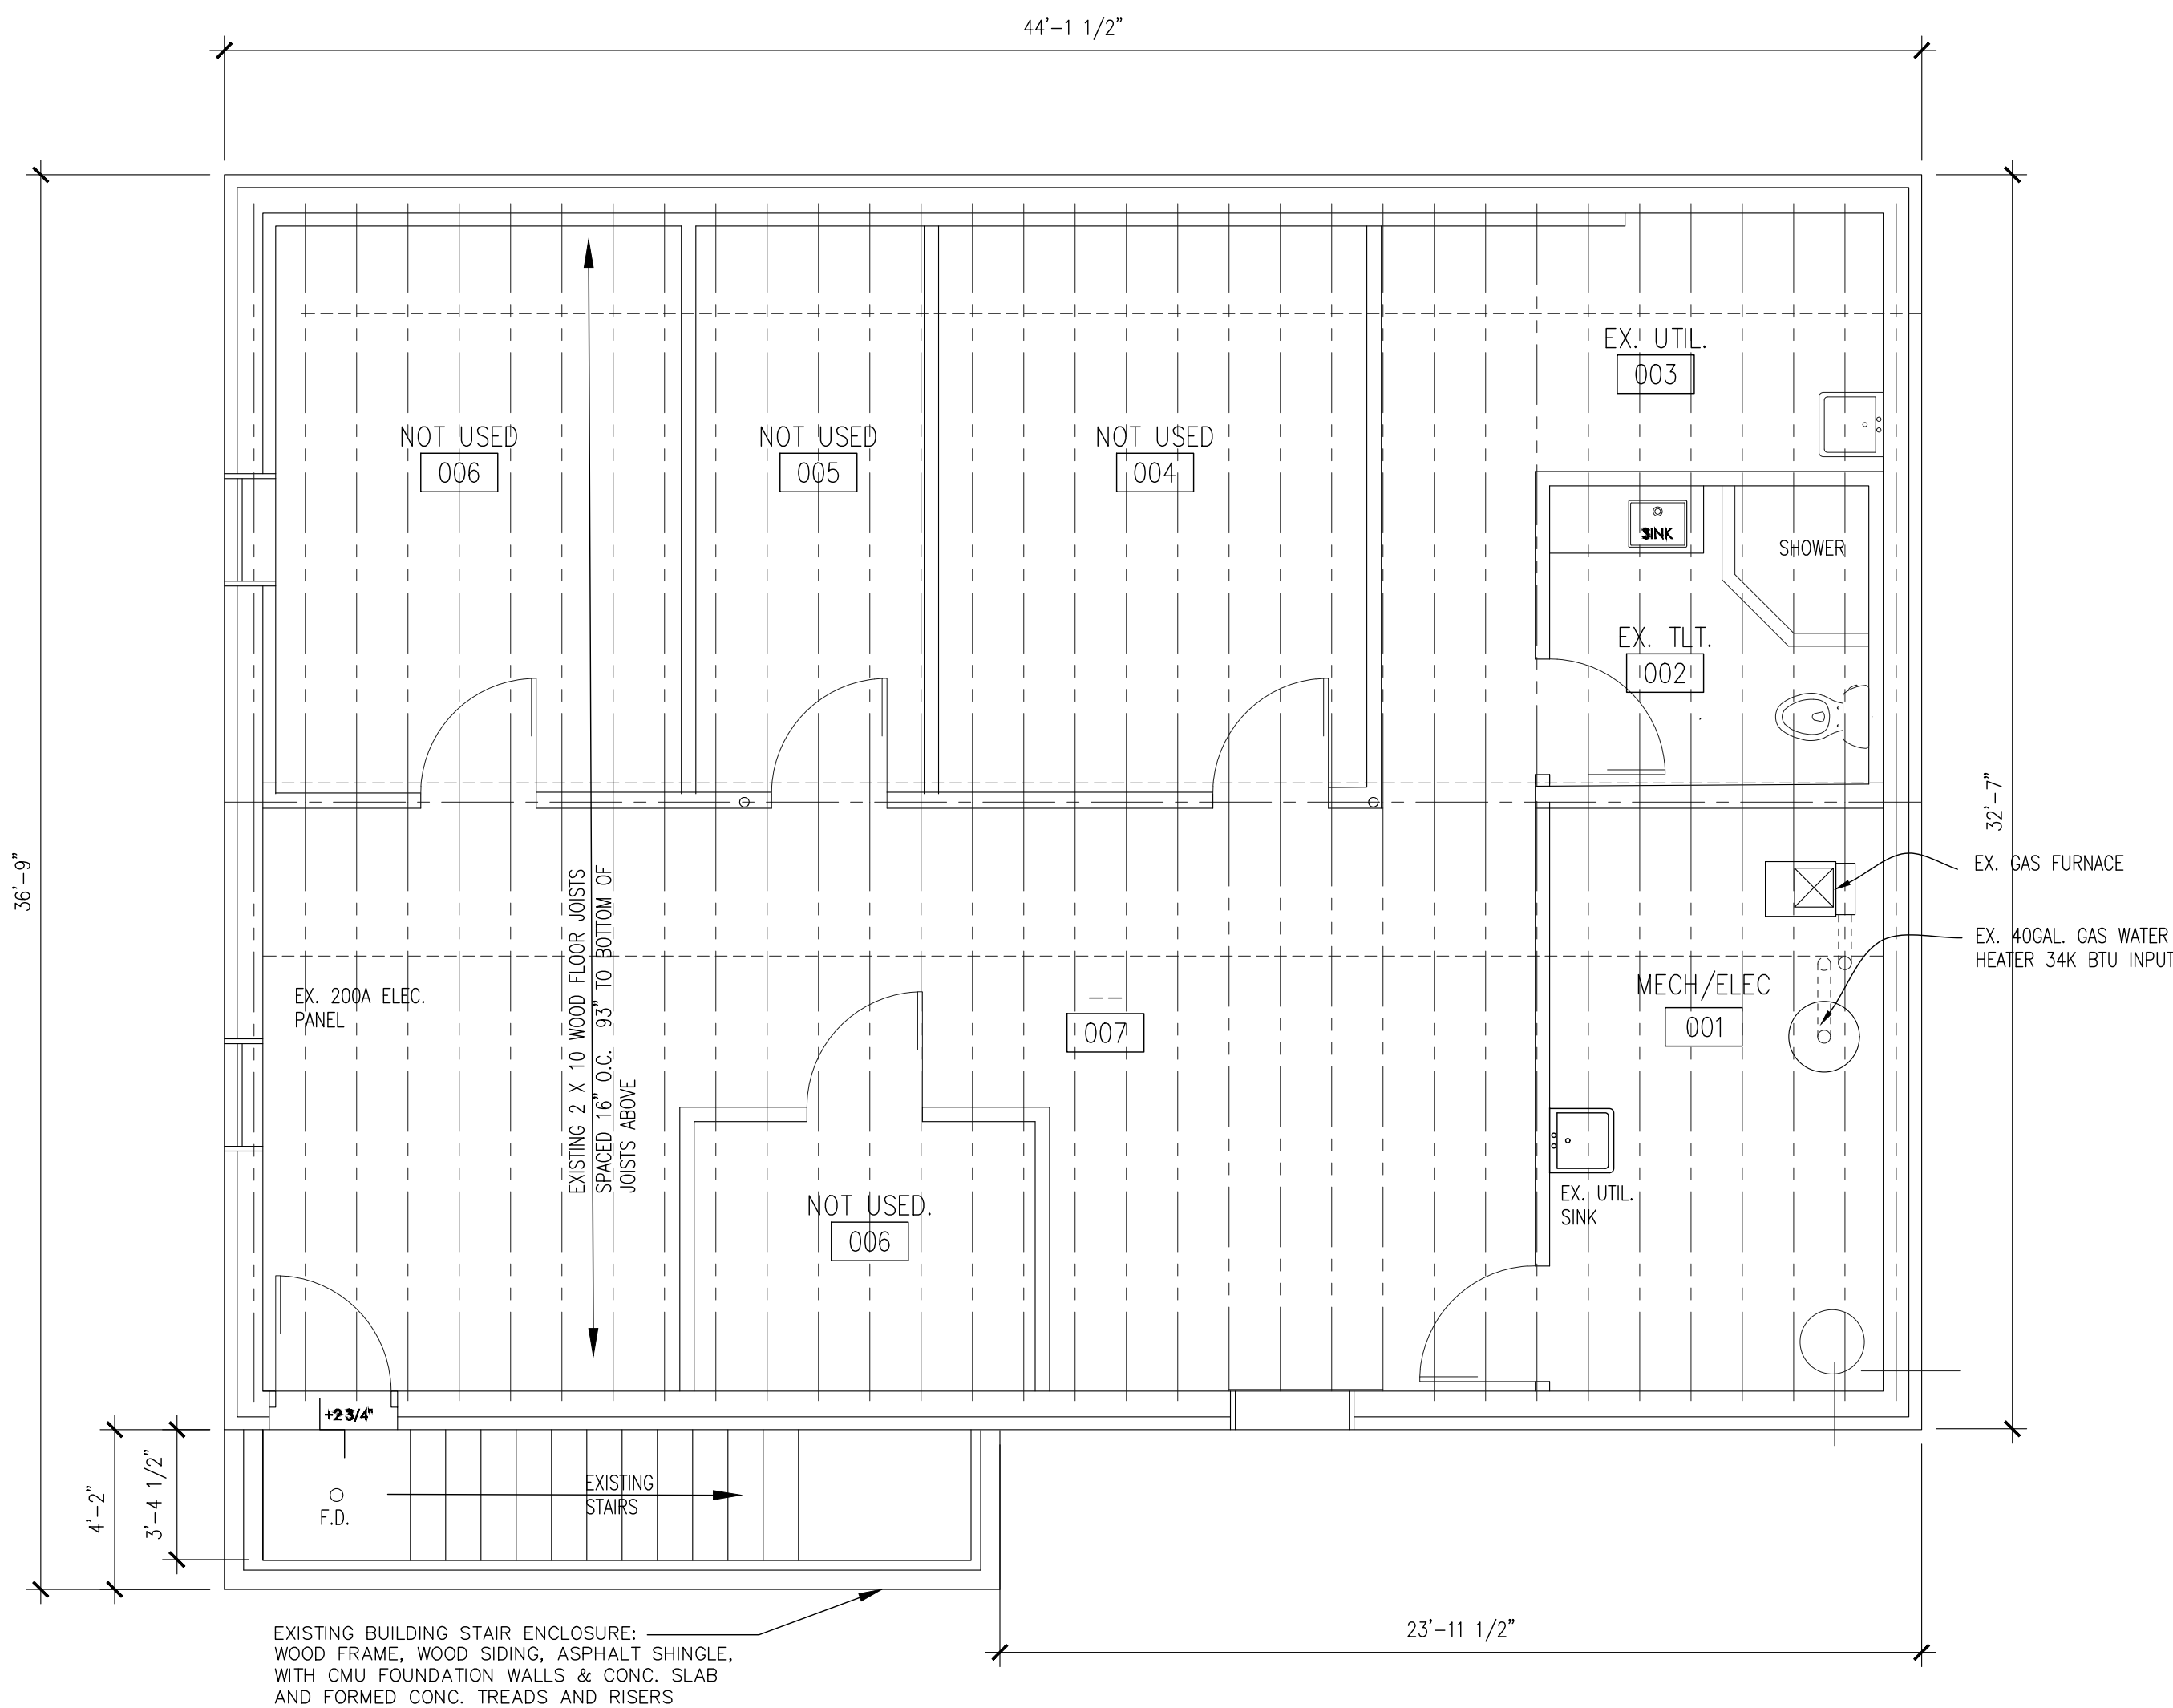 44'-1 1/2"
EX. UTIL.
003
NOT USED
006
NOT USED
005
NOT USED
004
SINK
SHOWER
EX. TLT.
002
36'-9"
32'-7"
EX. GAS FURNACE
EX. 40GAL. GAS WATER
HEATER 34K BTU INPUT
EX. 200A ELEC.
PANEL
EXISTING 2 X 10 WOOD FLOOR JOISTS
SPACED 16" O.C. 93" TO BOTTOM OF
JOISTS ABOVE
MECH/ELEC
001
— —
007
EX. UTIL.
SINK
NOT USED.
006
+2 3/4"
4'-2"
3'-4 1/2"
F.D.
EXISTING
STAIRS
23'-11 1/2"
EXISTING BUILDING STAIR ENCLOSURE:
WOOD FRAME, WOOD SIDING, ASPHALT SHINGLE,
WITH CMU FOUNDATION WALLS & CONC. SLAB
AND FORMED CONC. TREADS AND RISERS